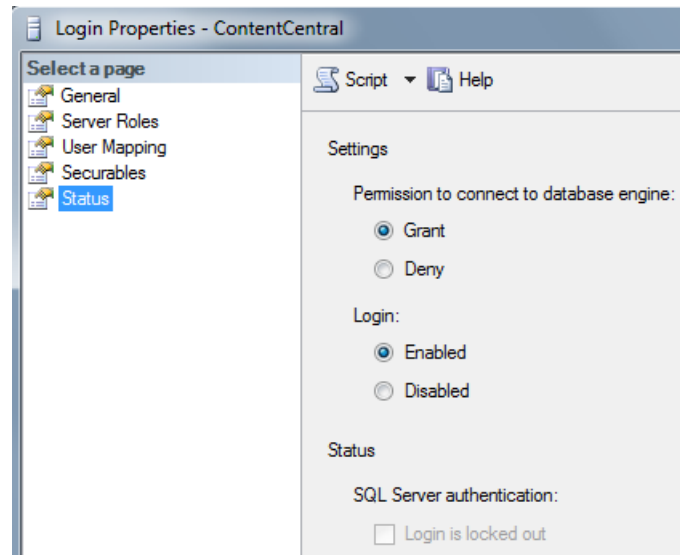 Login Properties - ContentCentral
Select a page
General
Server Roles
User Mapping
Securables
Status
Script
Help
Settings
Permission to connect to database engine:
Grant
Deny
Login:
Enabled
Disabled
Status
SQL Server authentication:
Login is locked out